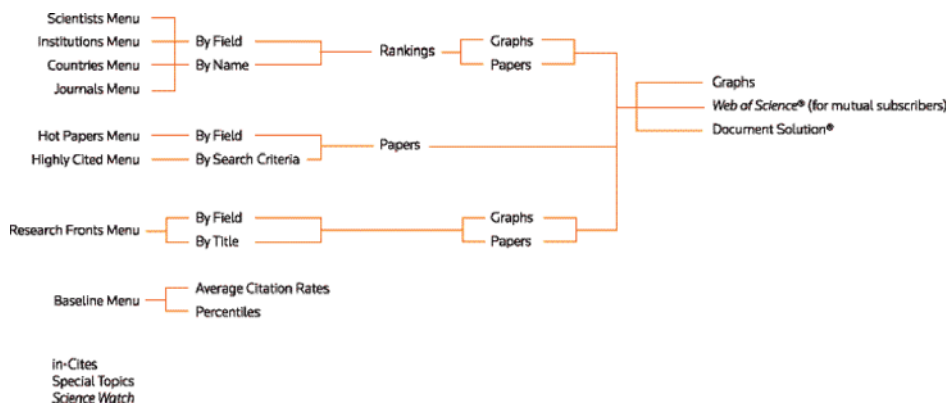 Scientists Menu
Institutions Menu
Countries Menu
Journals Menu
By Field
By Name
Rankings
Graphs
Papers
Graphs
Web of Science® (for mutual subscribers)
Document Solution®
Hot Papers Menu
Highly Cited Menu
By Field
By Search Criteria
Papers
Research Fronts Menu
By Field
By Title
Graphs
Papers
Baseline Menu
Average Citation Rates
Percentiles
in-Cites
Special Topics
Science Watch